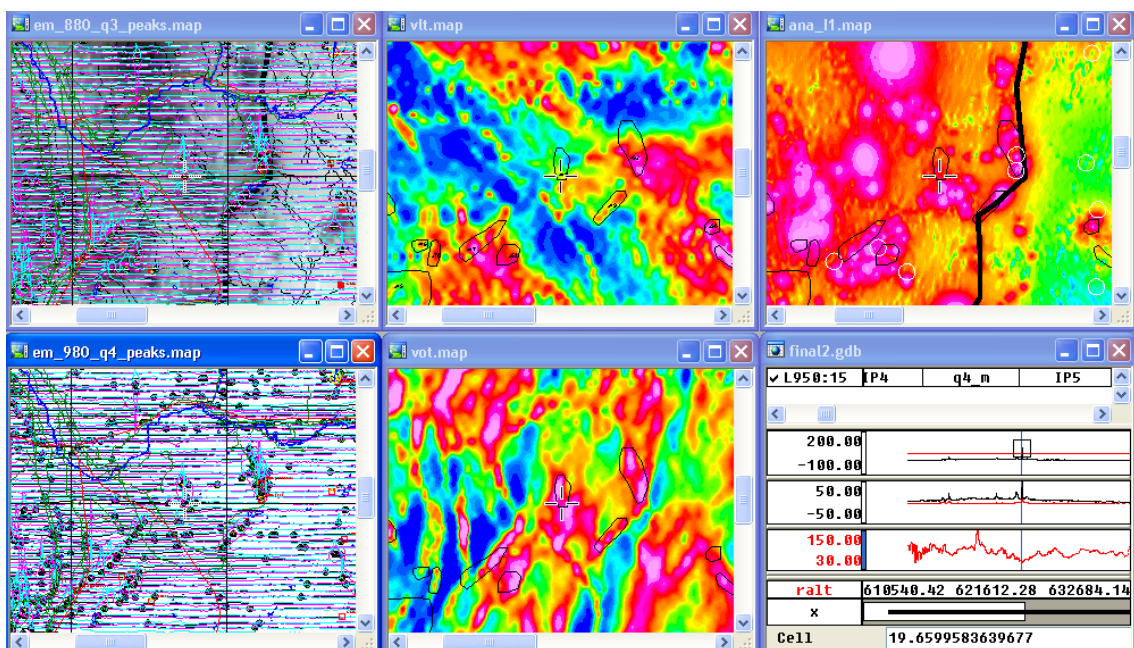 em_880_q3_peaks.map
vlt.map
ana_l1.map
em_980_q4_peaks.map
vot.map
final2.gdb
L950:15 IP4 q4_m IP5
200.00
-100.00
50.00
-50.00
150.00
30.00
ralt 610540.42 621612.28 632684.14
x
Cell 19.6599583639677